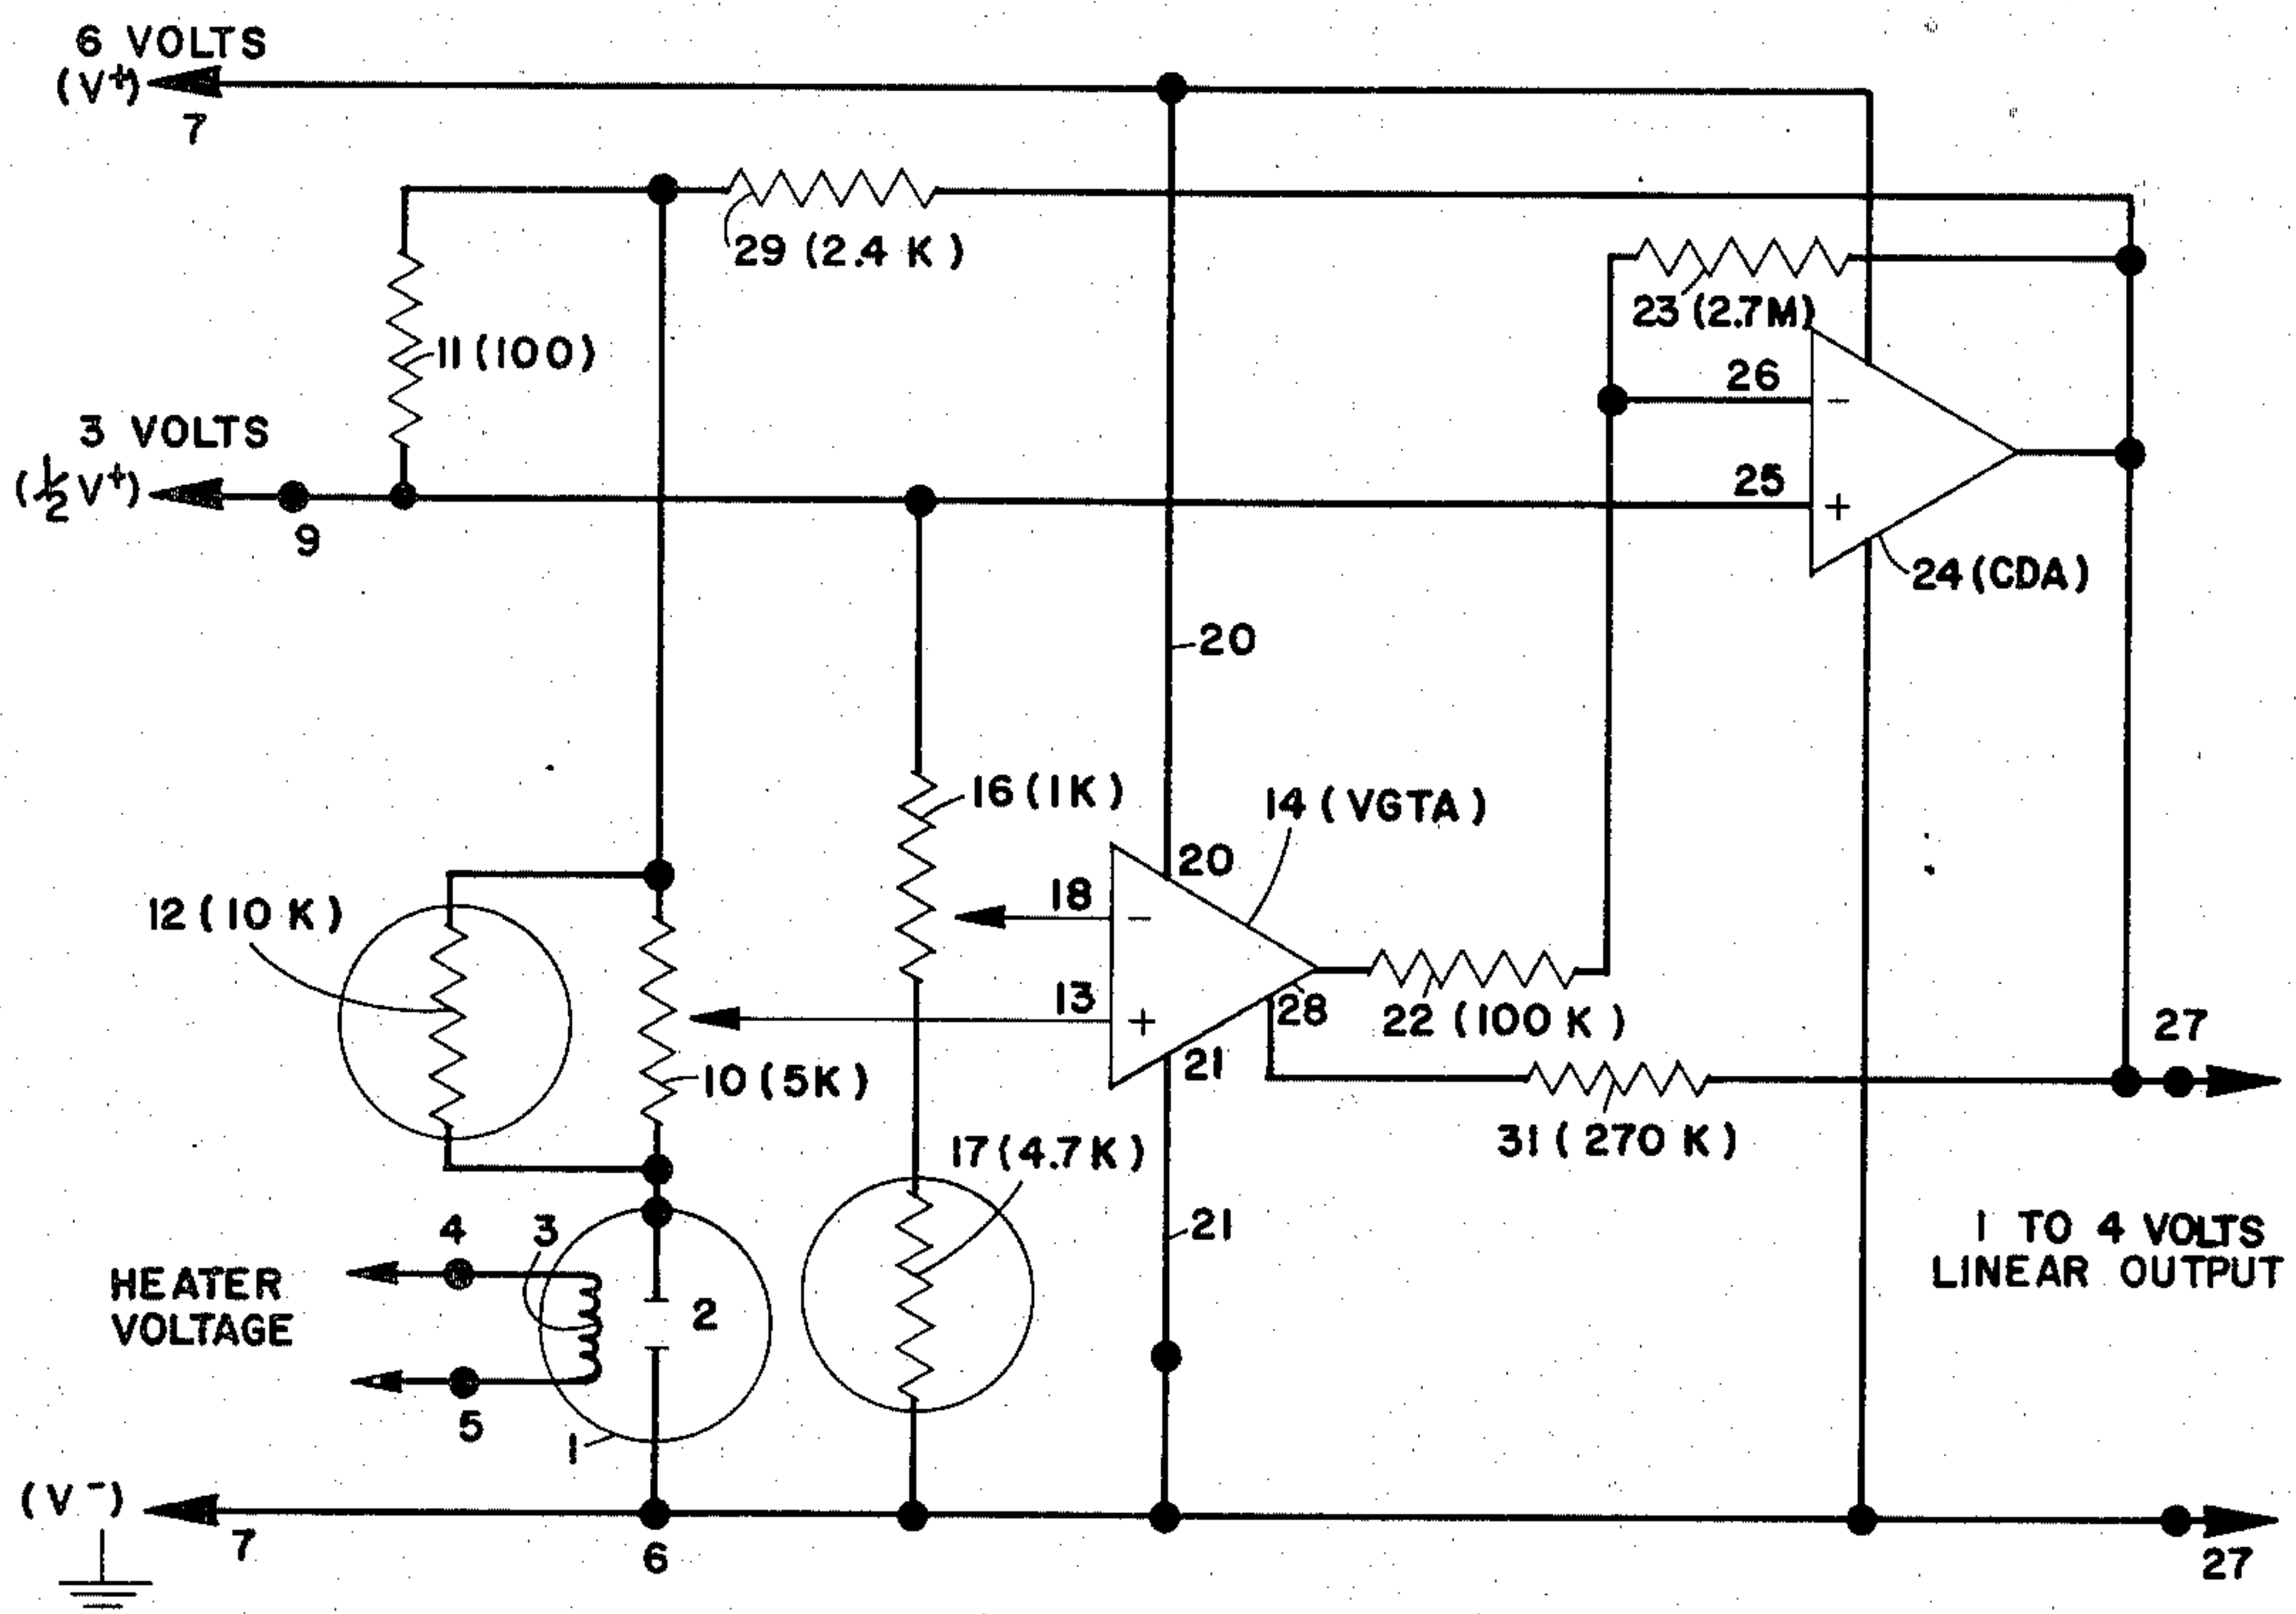 6 VOLTS
(V+)
7
29 (2.4 K)
23 (2.7M)
11 (100)
26
3 VOLTS
(½V+)
9
25
24 (CDA)
20
16 (1K)
14 (VGTA)
20
18
12 (10 K)
13
28
22 (100 K)
27
21
10 (5K)
31 (270 K)
17 (4.7K)
4
3
21
1 TO 4 VOLTS
LINEAR OUTPUT
HEATER
VOLTAGE
2
5
1
(V-)
7
6
27